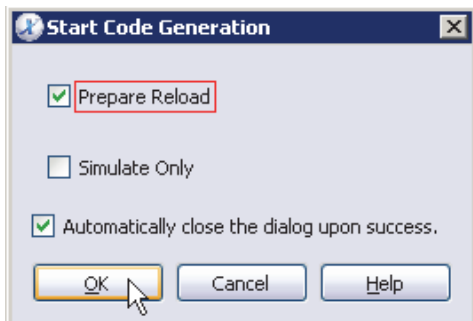 Start Code Generation
Prepare Reload
Simulate Only
Automatically close the dialog upon success.
OK Cancel Help